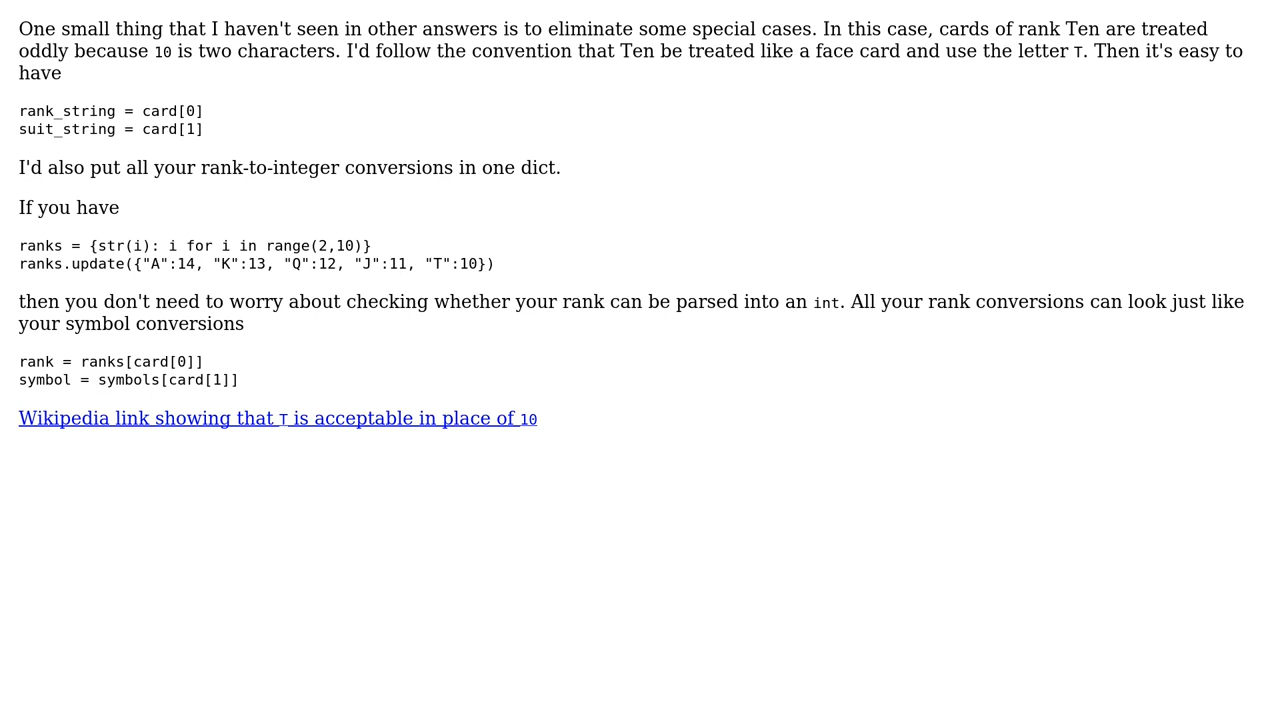 One small thing that I haven't seen in other answers is to eliminate some special cases. In this case, cards of rank Ten are treated
oddly because 10 is two characters. I'd follow the convention that Ten be treated like a face card and use the letter T. Then it's easy to
have
rank_string = card[0]
suit_string = card[1]
I'd also put all your rank-to-integer conversions in one dict.
If you have
ranks = {str(i): i for i in range(2,10)}
ranks.update({"A":14, "K":13, "Q":12, "J":11, "T":10})
then you don't need to worry about checking whether your rank can be parsed into an int. All your rank conversions can look just like
your symbol conversions
rank = ranks[card[0]]
symbol = symbols[card[1]]
Wikipedia link showing that T is acceptable in place of 10